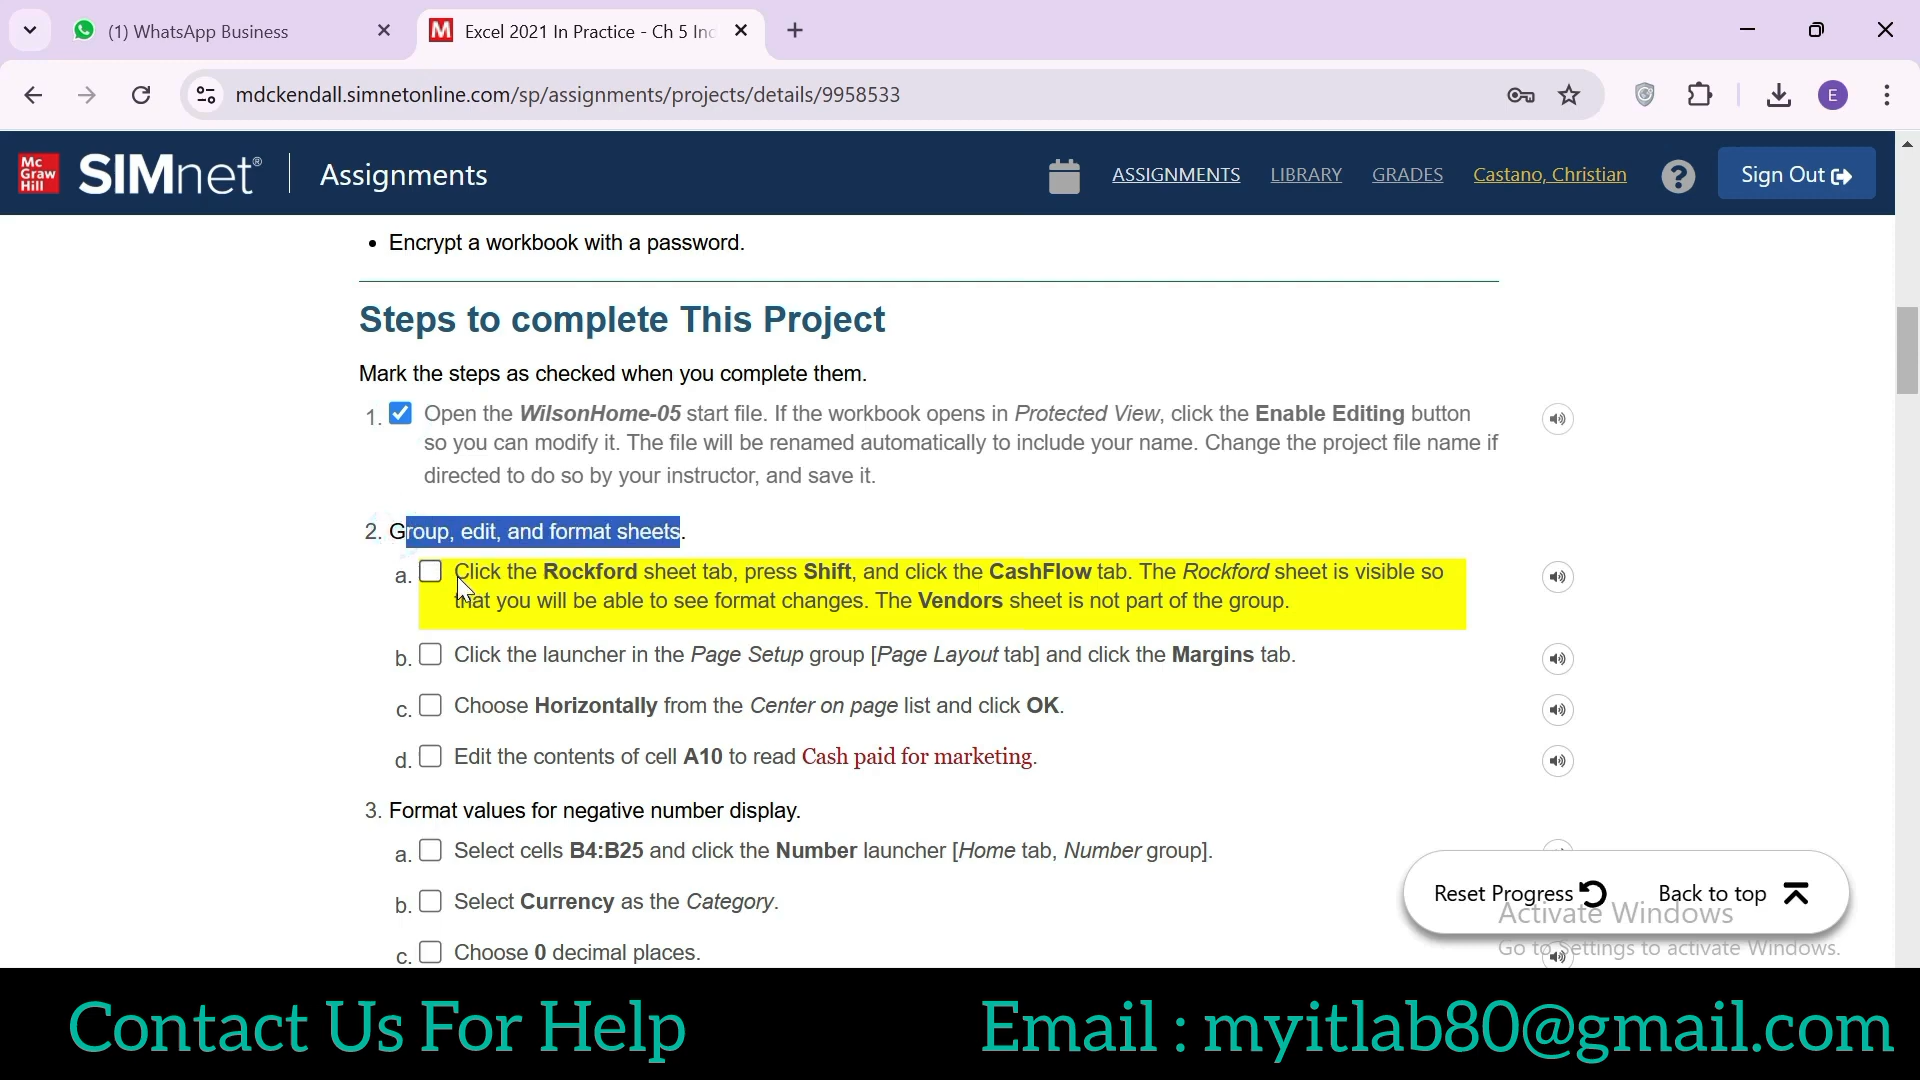 (1) WhatsApp Business
Excel 2021 In Practice - Ch 5 Inc
mdckendall.simnetonline.com/sp/assignments/projects/details/9958533
E
Mc Graw Hill
SIMnet®
Assignments
ASSIGNMENTS
LIBRARY
GRADES
Castano, Christian
Sign Out
• Encrypt a workbook with a password.
Steps to complete This Project
Mark the steps as checked when you complete them.
1. Open the WilsonHome-05 start file. If the workbook opens in Protected View, click the Enable Editing button
so you can modify it. The file will be renamed automatically to include your name. Change the project file name if
directed to do so by your instructor, and save it.
2. Group, edit, and format sheets.
a. Click the Rockford sheet tab, press Shift, and click the CashFlow tab. The Rockford sheet is visible so
that you will be able to see format changes. The Vendors sheet is not part of the group.
b. Click the launcher in the Page Setup group [Page Layout tab] and click the Margins tab.
c. Choose Horizontally from the Center on page list and click OK.
d. Edit the contents of cell A10 to read Cash paid for marketing.
3. Format values for negative number display.
a. Select cells B4:B25 and click the Number launcher [Home tab, Number group].
b. Select Currency as the Category.
c. Choose 0 decimal places.
Reset Progress
Back to top
Activate Windows
Go to Settings to activate Windows.
Contact Us For Help
Email : myitlab80@gmail.com